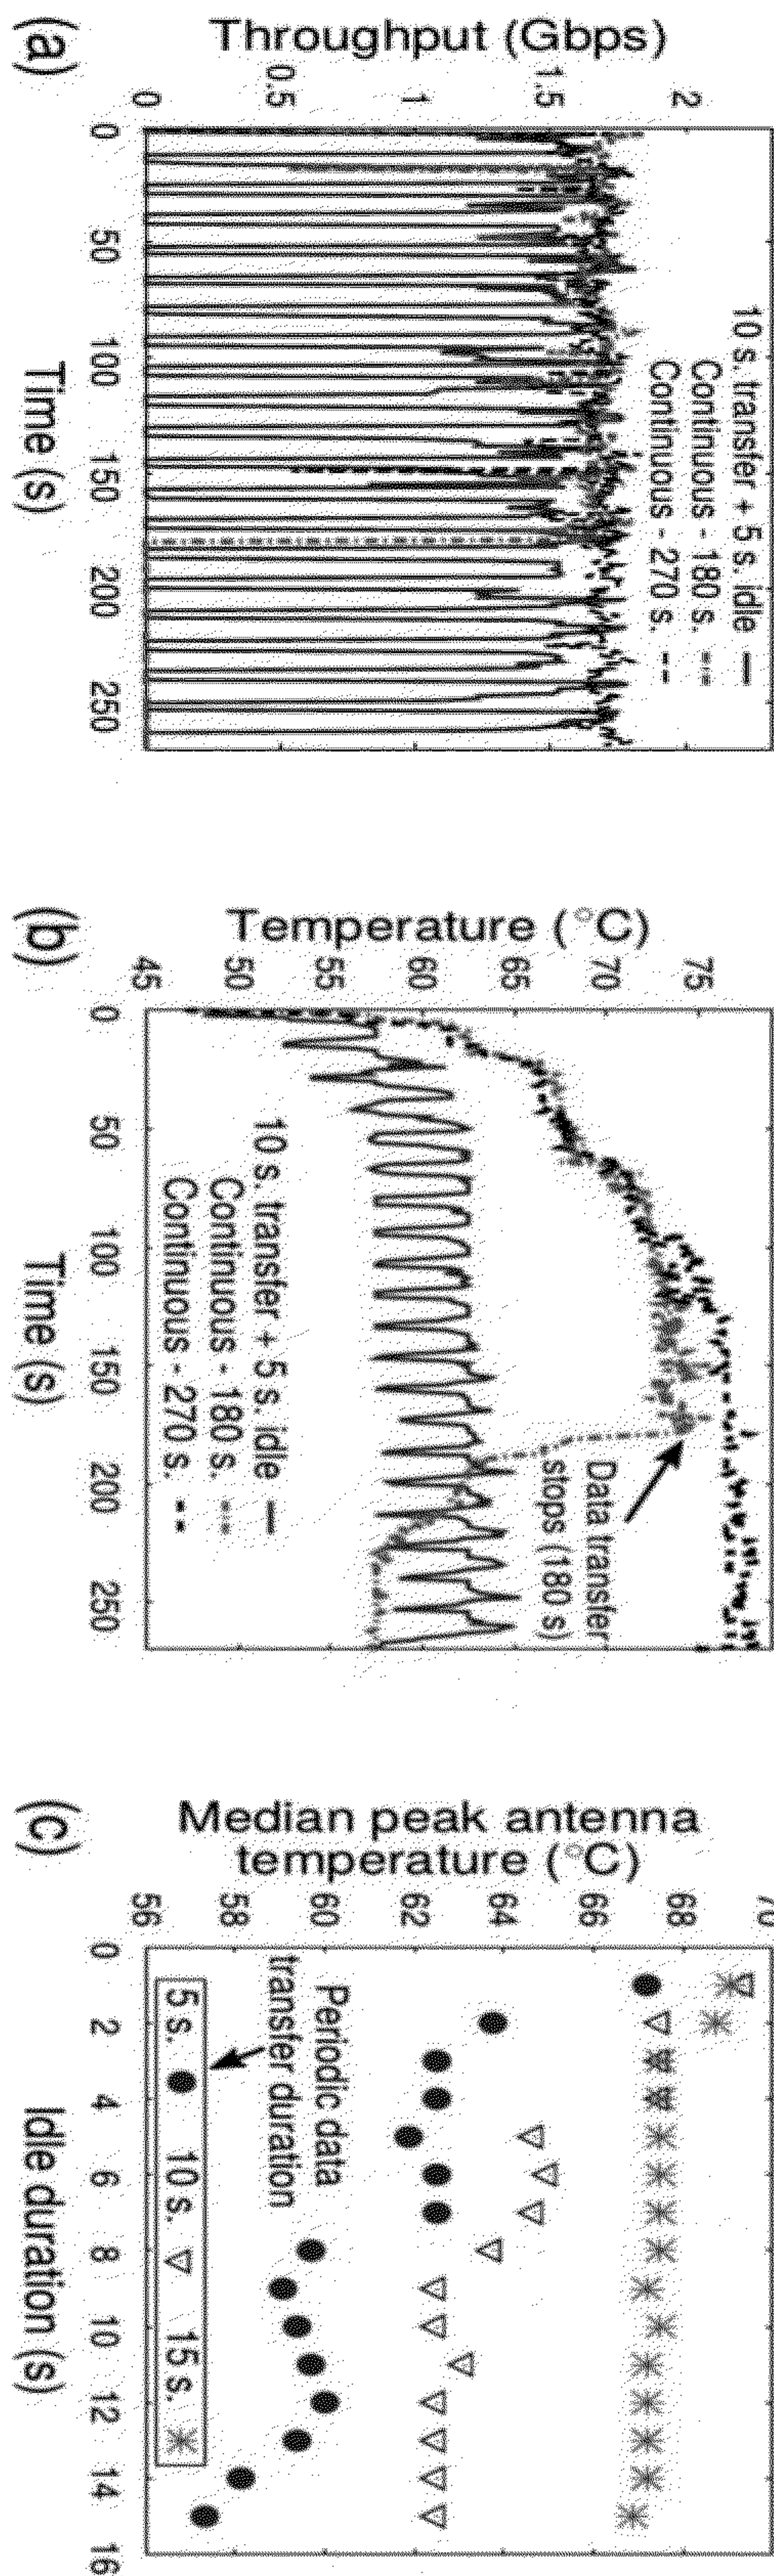 Throughput (Gbps)
0
0.5
1
1.5
2
0
50
100
150
200
250
Time (s)
10 s. transfer + 5 s. idle
Continuous - 180 s.
Continuous - 270 s.
(a)
Temperature (°C)
45
50
55
60
65
70
75
0
50
100
150
200
250
Time (s)
Data transfer
stops (180 s)
10 s. transfer + 5 s. idle
Continuous - 180 s.
Continuous - 270 s.
(b)
Median peak antenna
temperature (°C)
56
58
60
62
64
66
68
70
0
2
4
6
8
10
12
14
16
Idle duration (s)
Periodic data
transfer duration
5 s. 10 s. 15 s.
(c)